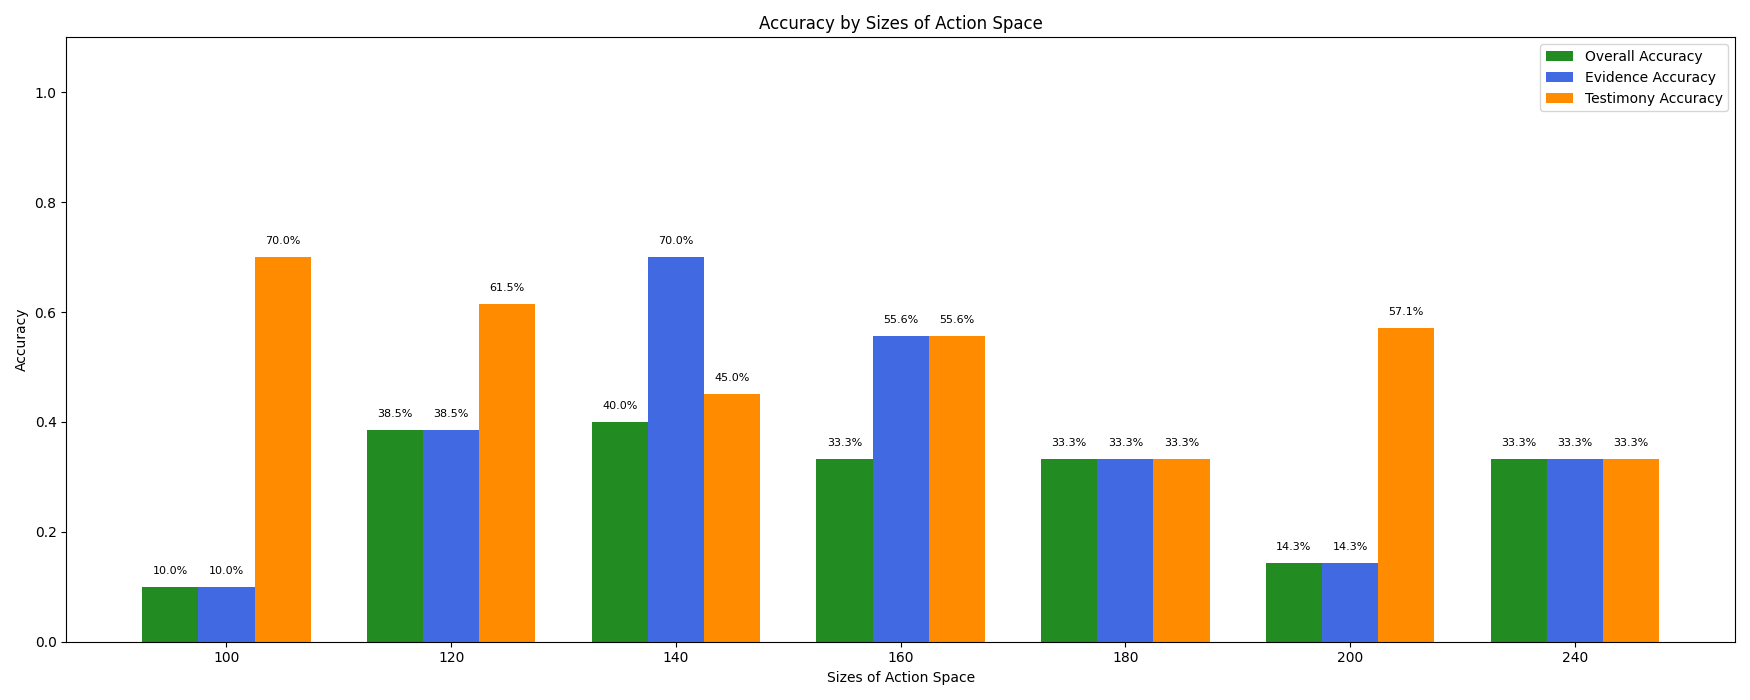 Accuracy by Sizes of Action Space
Overall Accuracy
Evidence Accuracy
Testimony Accuracy
Accuracy
1.0
0.8
0.6
0.4
0.2
0.0
10.0% 10.0% 70.0%
38.5% 38.5% 61.5%
40.0% 70.0% 45.0%
33.3% 55.6% 55.6%
33.3% 33.3% 33.3%
14.3% 14.3% 57.1%
33.3% 33.3% 33.3%
100 120 140 160 180 200 240
Sizes of Action Space